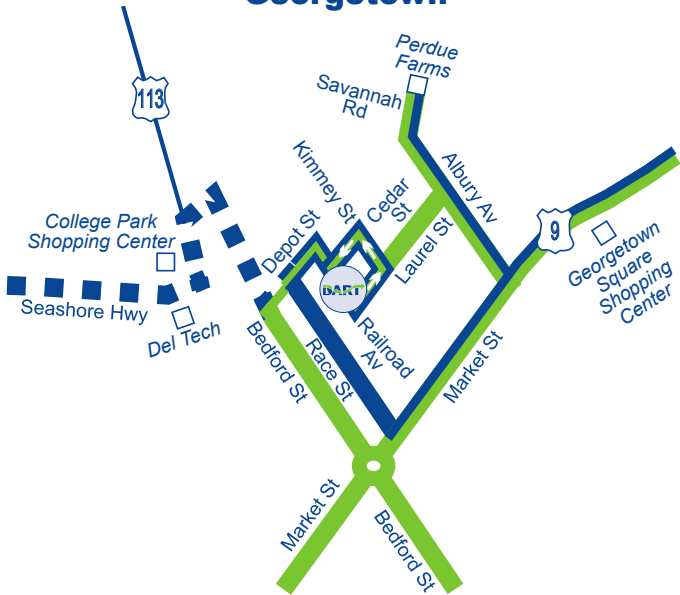 Georgetown
Perdue
Farms
Savannah
Rd
113
Kimmey St
Cedar
St
Albury Av
College Park
Shopping Center
Depot St
Laurel St
9
Georgetown
Square
Shopping
Center
DART
Seashore Hwy
Del Tech
Bedford St
Race St
Railroad
Av
Market St
Market St
Bedford St